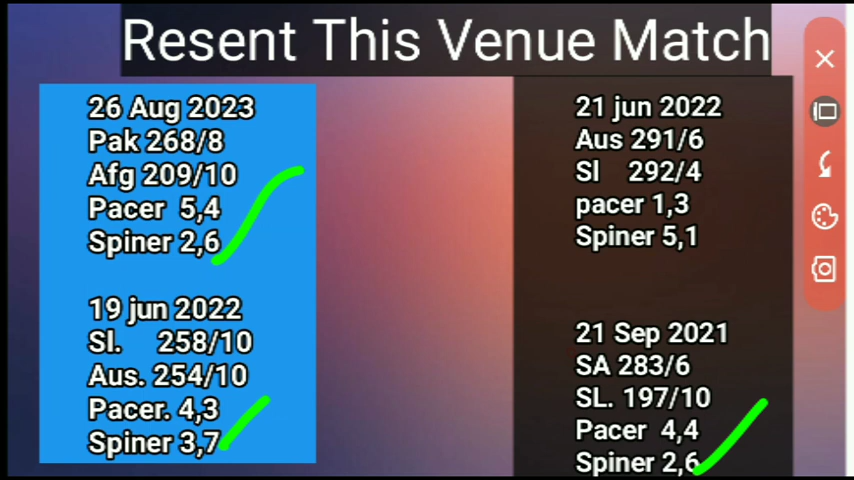 Resent This Venue Match
26 Aug 2023
Pak 268/8
Afg 209/10
Pacer 5,4
Spiner 2,6
19 jun 2022
Sl. 258/10
Aus. 254/10
Pacer. 4,3
Spiner 3,7
21 jun 2022
Aus 291/6
Sl 292/4
pacer 1,3
Spiner 5,1
21 Sep 2021
SA 283/6
SL. 197/10
Pacer 4,4
Spiner 2,6